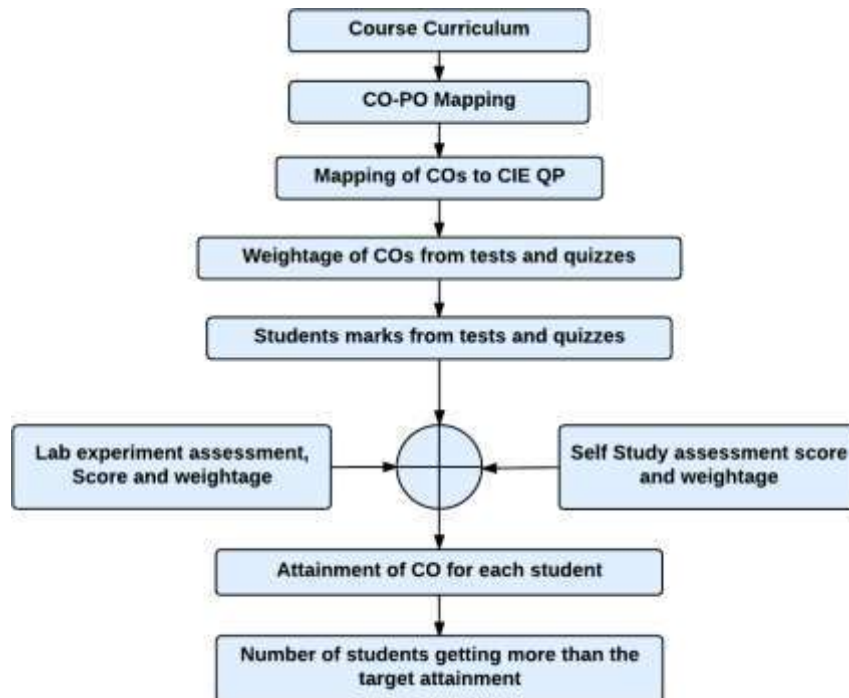 Course Curriculum
CO-PO Mapping
Mapping of COs to CIE QP
Weightage of COs from tests and quizzes
Students marks from tests and quizzes
Lab experiment assessment,
Score and weightage
Self Study assessment score
and weightage
Attainment of CO for each student
Number of students getting more than the
target attainment